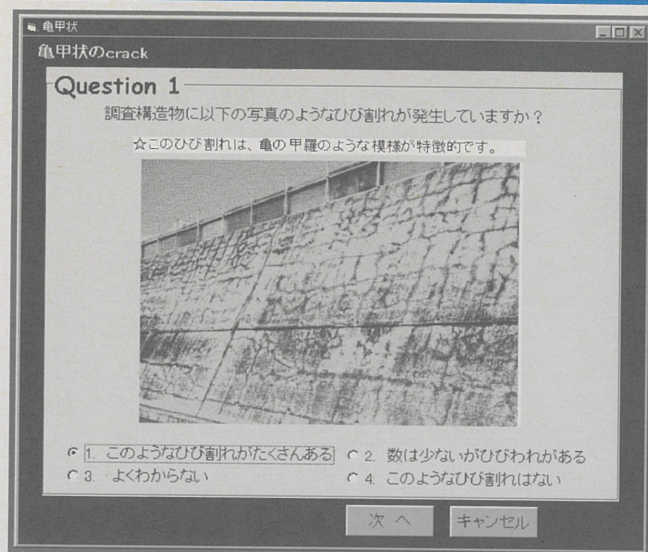 亀甲状
亀甲状のcrack
Question 1
調査構造物に以下の写真のようなひび割れが発生していますか？
☆このひび割れは、亀の甲羅のような模様が特徴的です。
1. このようなひび割れがたくさんある
2. 数は少ないがひびわれがある
3. よくわからない
4. このようなひび割れはない
次 へ
キャンセル